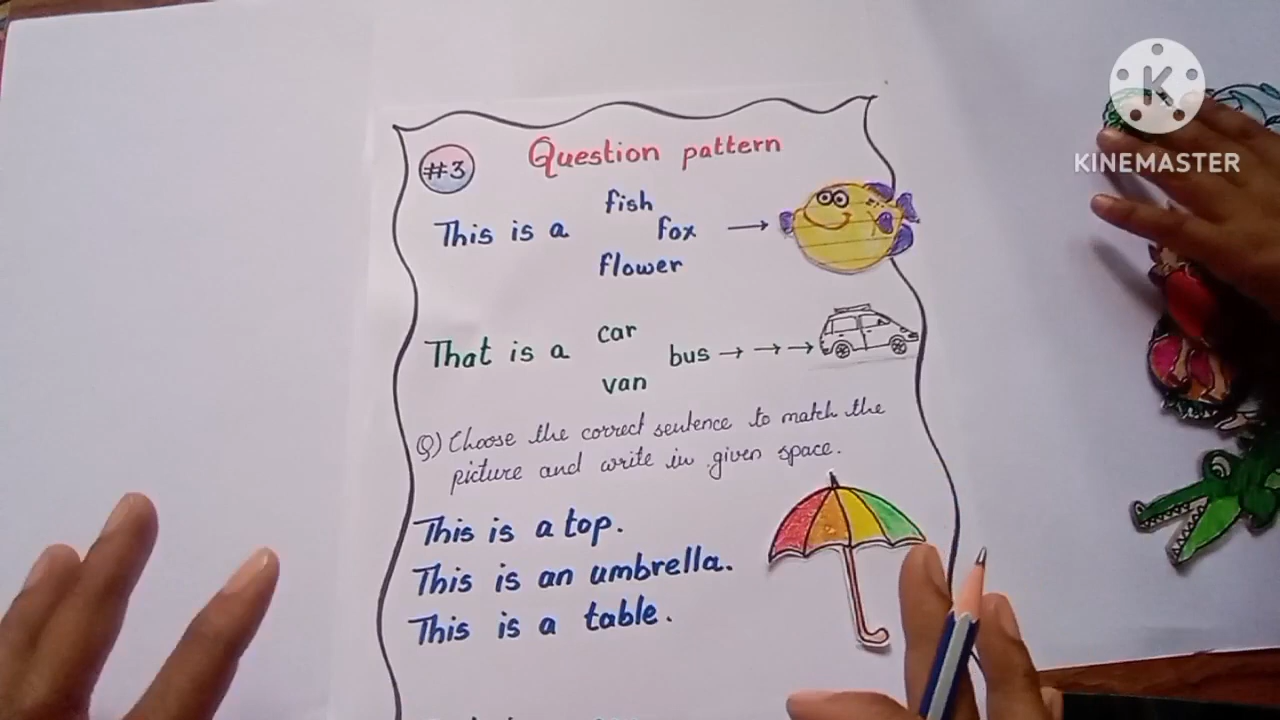 #3 Question pattern
fish
This is a fox →
flower
car
That is a bus → → →
van
Q) Choose the correct sentence to match the
picture and write in given space.
This is a top.
This is an umbrella.
This is a table.
K
KINEMASTER